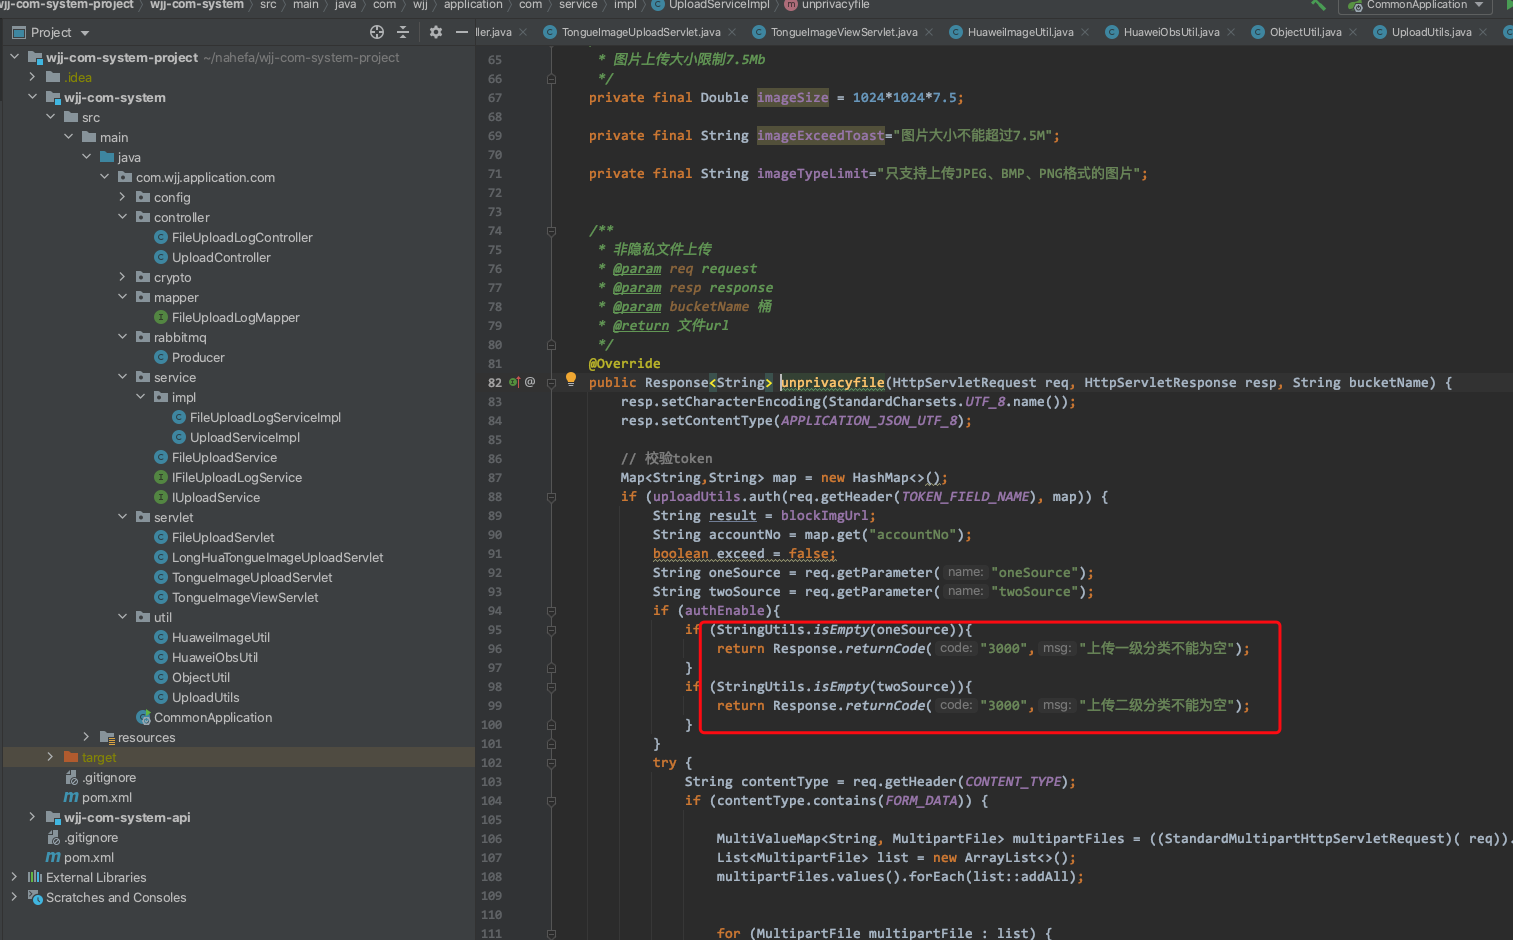 wjj-com-system-project › wjj-com-system › src › main › java › com › wjj › application › com › service › impl › UploadServiceImpl › unprivacyfile
CommonApplication
Project
ller.java
TongueImageUploadServlet.java
TongueImageViewServlet.java
HuaweiImageUtil.java
HuaweiObsUtil.java
ObjectUtil.java
UploadUtils.java
wjj-com-system-project ~/nahefa/wjj-com-system-project
.idea
wjj-com-system
src
main
java
com.wjj.application.com
config
controller
FileUploadLogController
UploadController
crypto
mapper
FileUploadLogMapper
rabbitmq
Producer
service
impl
FileUploadLogServiceImpl
UploadServiceImpl
FileUploadService
IFileUploadLogService
IUploadService
servlet
FileUploadServlet
LongHuaTongueImageUploadServlet
TongueImageUploadServlet
TongueImageViewServlet
util
HuaweiImageUtil
HuaweiObsUtil
ObjectUtil
UploadUtils
CommonApplication
resources
target
.gitignore
pom.xml
wjj-com-system-api
.gitignore
pom.xml
External Libraries
Scratches and Consoles
65 * 图片上传大小限制7.5Mb
66 */
67 private final Double imageSize = 1024*1024*7.5;
68
69 private final String imageExceedToast="图片大小不能超过7.5M";
70
71 private final String imageTypeLimit="只支持上传JPEG、BMP、PNG格式的图片";
72
73
74 /**
75 * 非隐私文件上传
76 * @param req request
77 * @param resp response
78 * @param bucketName 桶
79 * @return 文件url
80 */
81 @Override
82 @ public Response<String> unprivacyfile(HttpServletRequest req, HttpServletResponse resp, String bucketName) {
83 resp.setCharacterEncoding(StandardCharsets.UTF_8.name());
84 resp.setContentType(APPLICATION_JSON_UTF_8);
85
86 // 校验token
87 Map<String,String> map = new HashMap<>();
88 if (uploadUtils.auth(req.getHeader(TOKEN_FIELD_NAME), map)) {
89 String result = blockImgUrl;
90 String accountNo = map.get("accountNo");
91 boolean exceed = false;
92 String oneSource = req.getParameter( name: "oneSource");
93 String twoSource = req.getParameter( name: "twoSource");
94 if (authEnable){
95 if (StringUtils.isEmpty(oneSource)){
96 return Response.returnCode( code: "3000", msg: "上传一级分类不能为空");
97 }
98 if (StringUtils.isEmpty(twoSource)){
99 return Response.returnCode( code: "3000", msg: "上传二级分类不能为空");
100 }
101 }
102 try {
103 String contentType = req.getHeader(CONTENT_TYPE);
104 if (contentType.contains(FORM_DATA)) {
105
106 MultiValueMap<String, MultipartFile> multipartFiles = ((StandardMultipartHttpServletRequest)( req)).
107 List<MultipartFile> list = new ArrayList<>();
108 multipartFiles.values().forEach(list::addAll);
109
110
111 for (MultipartFile multipartFile : list) {